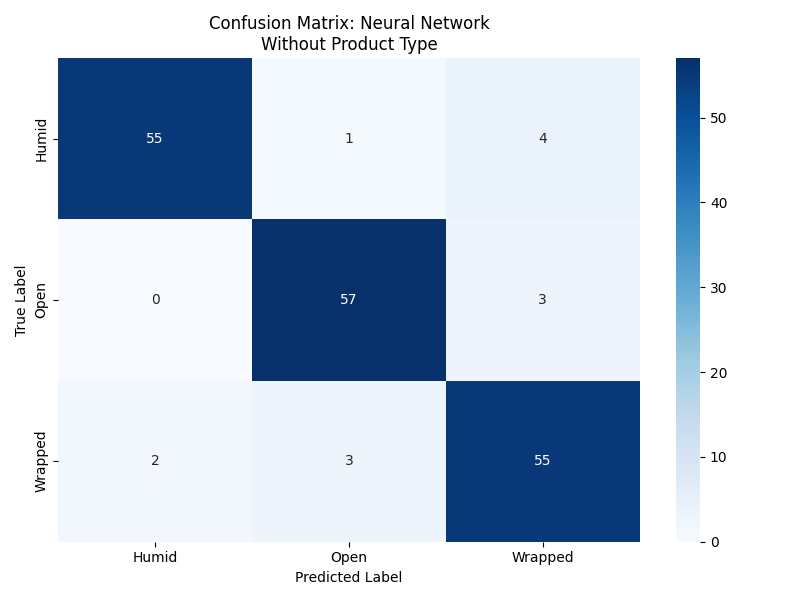 Confusion Matrix: Neural Network
Without Product Type
True Label
Humid
55 1 4
Open
0 57 3
Wrapped
2 3 55
Humid Open Wrapped
Predicted Label
50
40
30
20
10
0